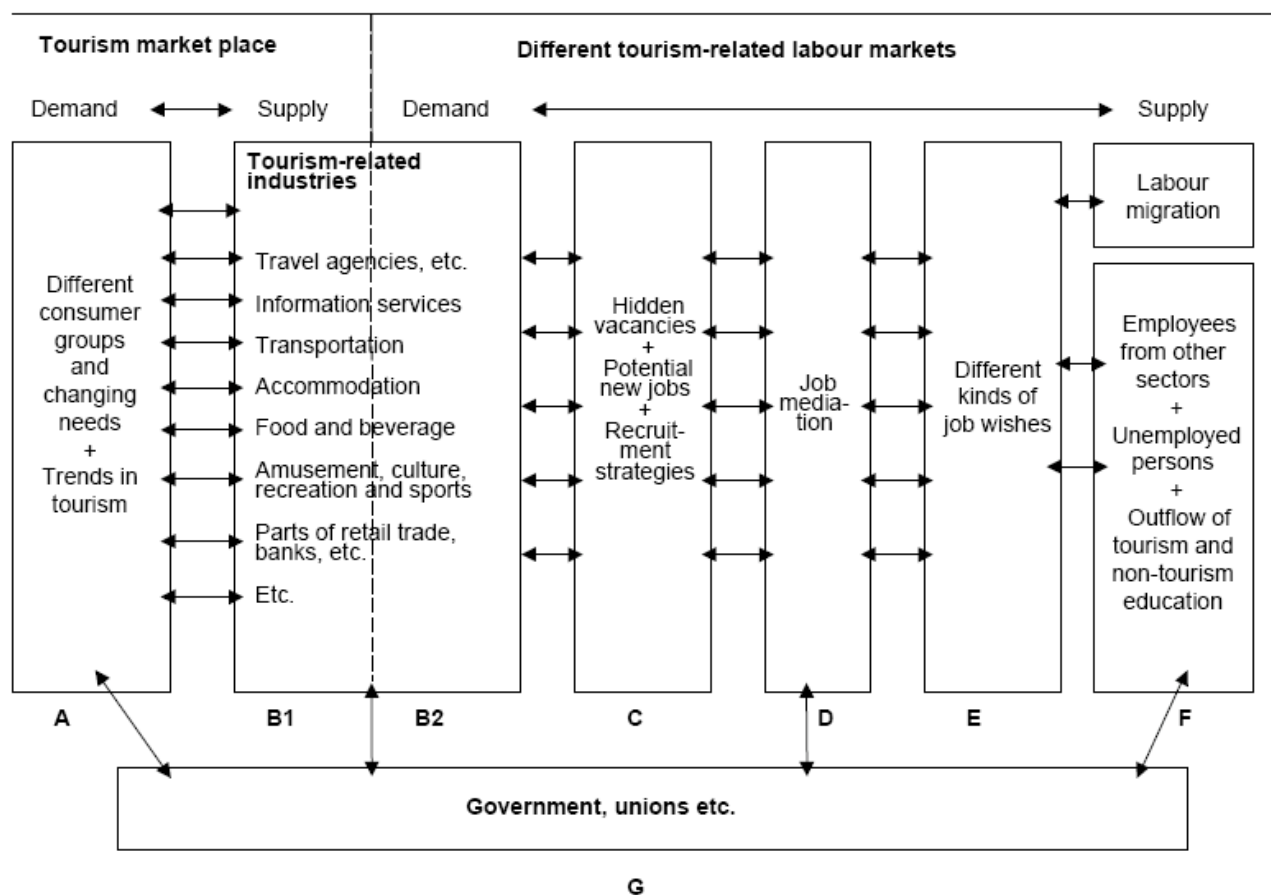 Tourism market place
Different tourism-related labour markets
Demand
Supply
Demand
Supply
Different
consumer
groups
and
changing
needs
+
Trends in
tourism
Tourism-related
industries
Travel agencies, etc.
Information services
Transportation
Accommodation
Food and beverage
Amusement, culture,
recreation and sports
Parts of retail trade,
banks, etc.
Etc.
Hidden
vacancies
+
Potential
new jobs
+
Recruit-
ment
strategies
Job
media-
tion
Different
kinds of
job wishes
Labour
migration
Employees
from other
sectors
+
Unemployed
persons
+
Outflow of
tourism and
non-tourism
education
A
B1
B2
C
D
E
F
Government, unions etc.
G